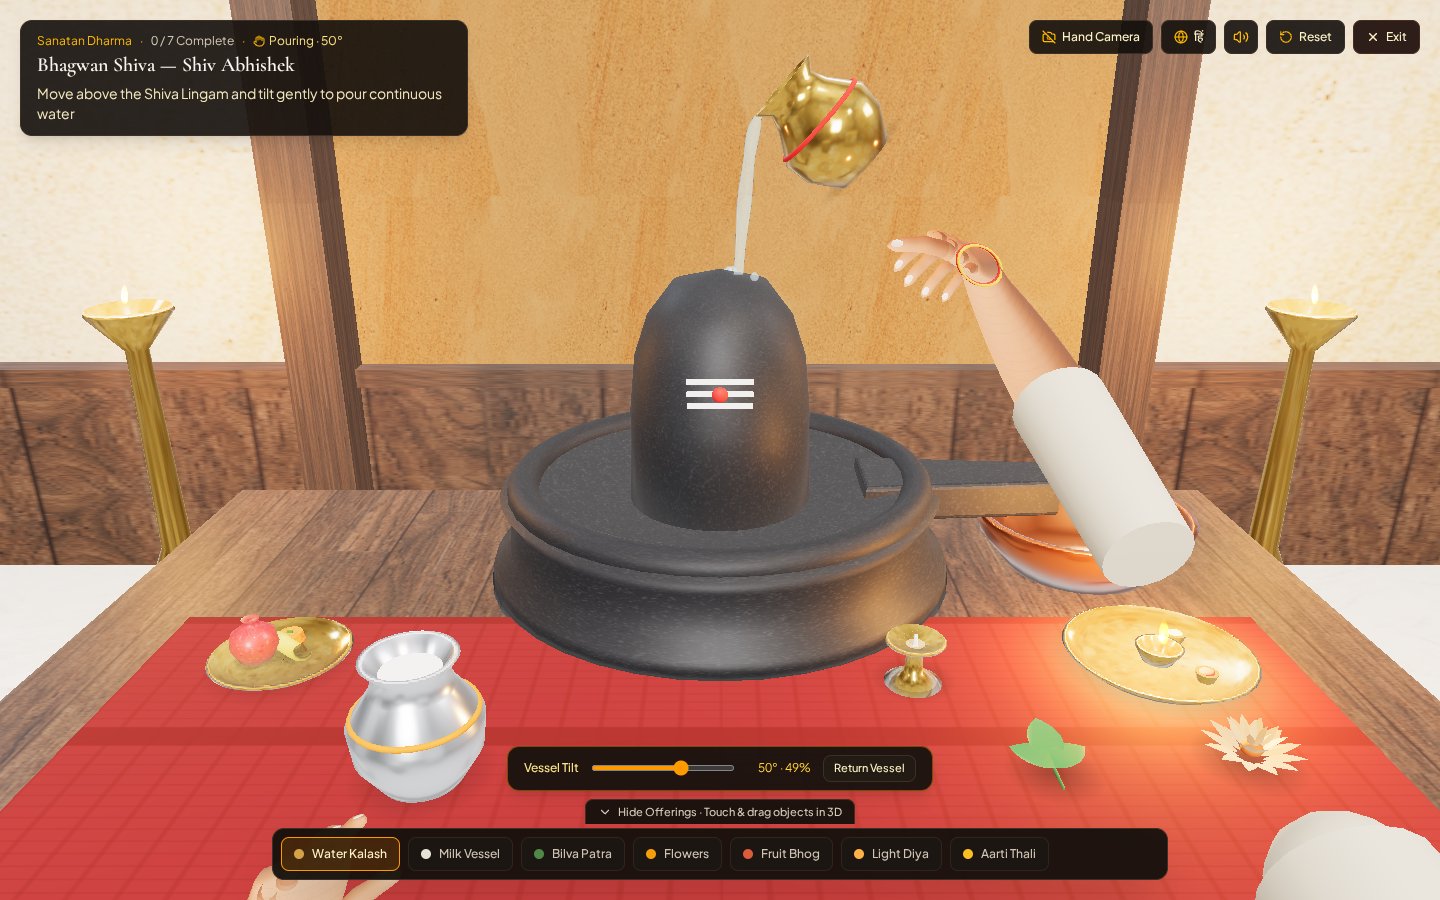 Sanatan Dharma · 0/7 Complete · Pouring · 50°
Bhagwan Shiva — Shiv Abhishek
Move above the Shiva Lingam and tilt gently to pour continuous
water
Hand Camera
हिं
Reset
Exit
Vessel Tilt
50° · 49%
Return Vessel
Hide Offerings · Touch & drag objects in 3D
Water Kalash
Milk Vessel
Bilva Patra
Flowers
Fruit Bhog
Light Diya
Aarti Thali